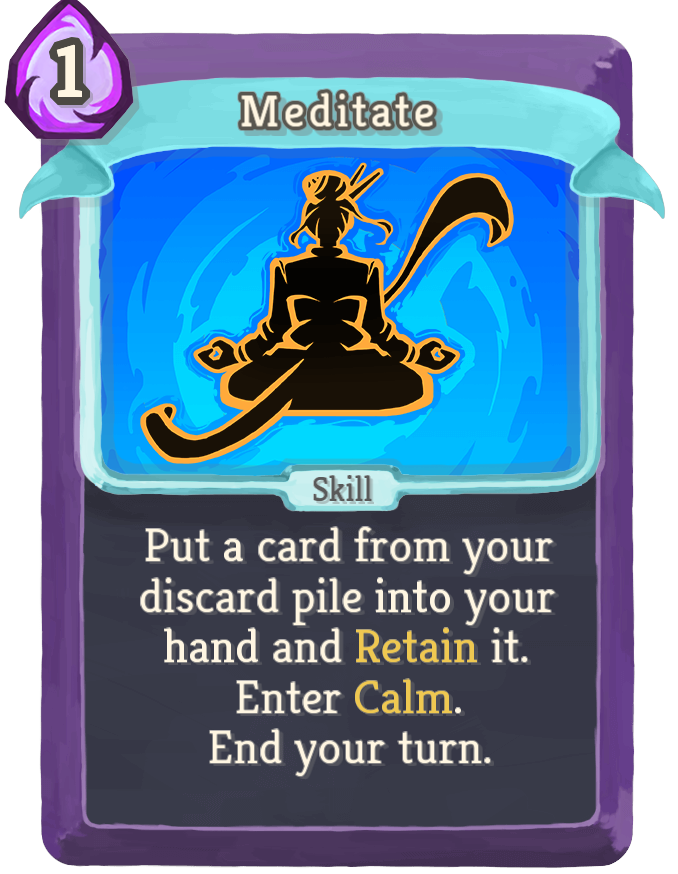 1
Meditate
Skill
Put a card from your
discard pile into your
hand and Retain it.
Enter Calm.
End your turn.